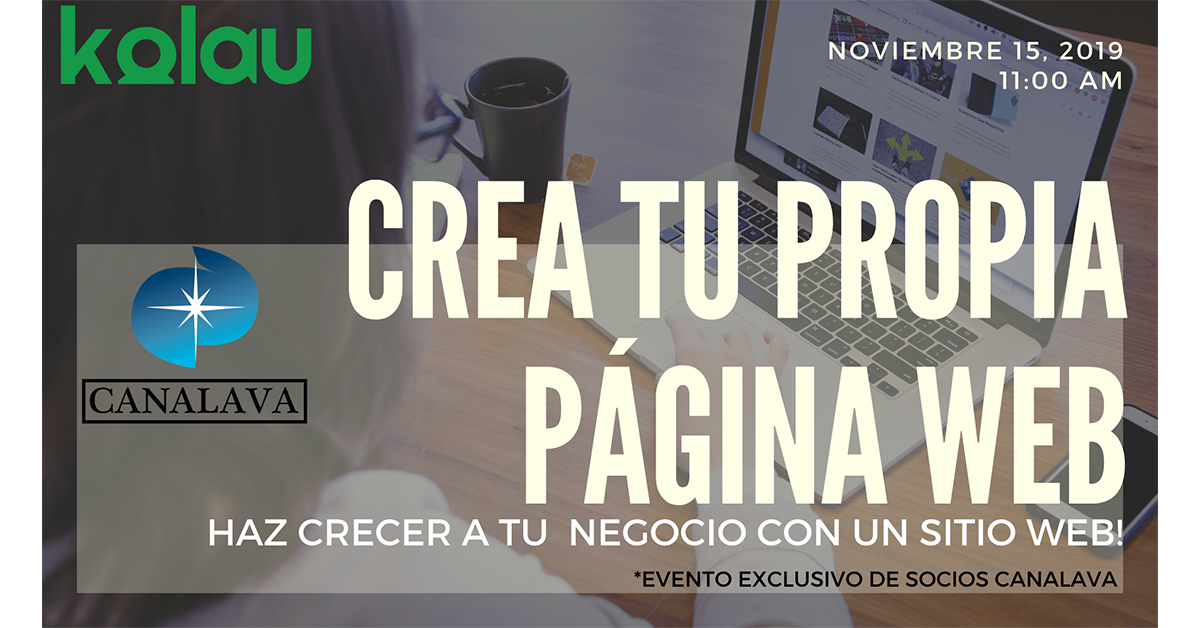 kolau
NOVIEMBRE 15, 2019
11:00 AM
CREA TU PROPIA
PÁGINA WEB
CANALAVA
HAZ CRECER A TU NEGOCIO CON UN SITIO WEB!
*EVENTO EXCLUSIVO DE SOCIOS CANALAVA